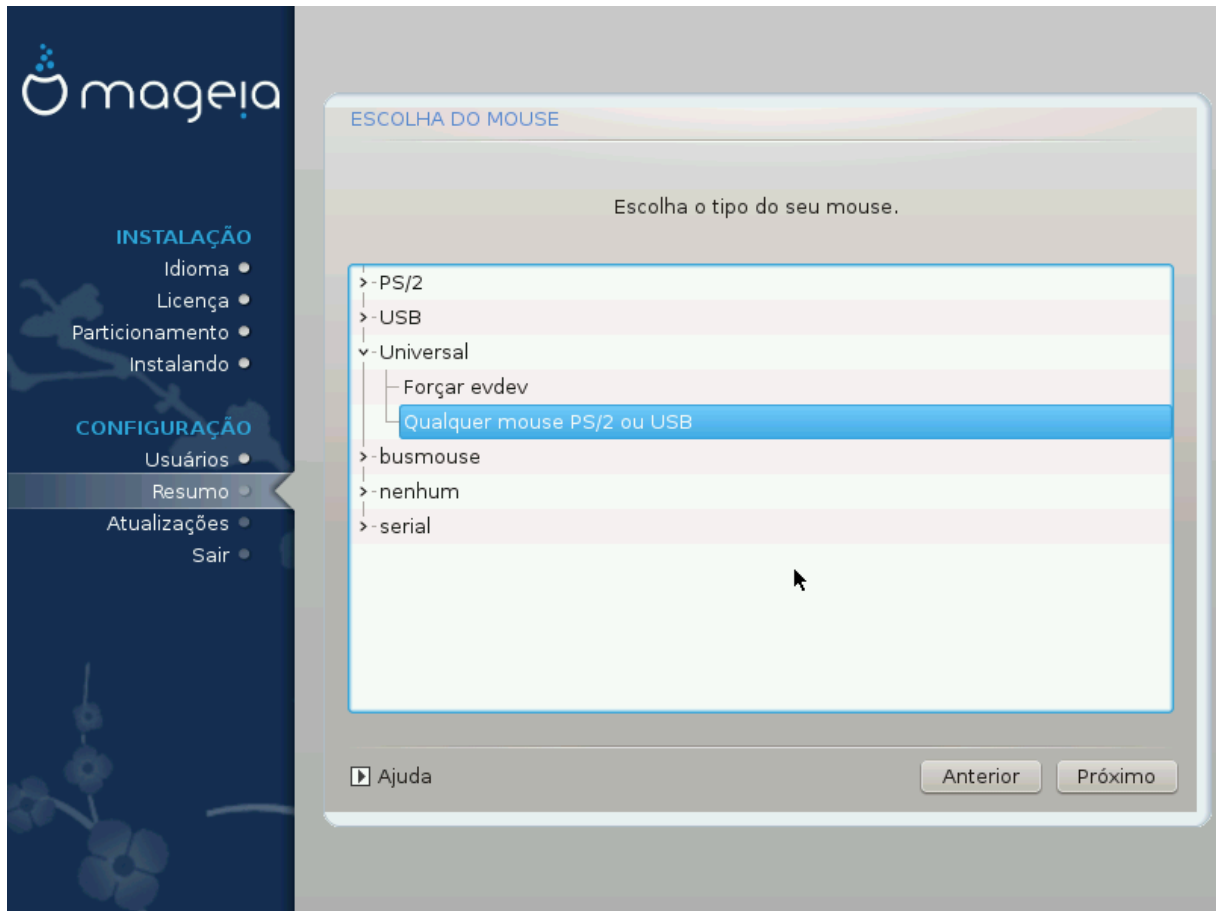 mageia
INSTALAÇÃO
Idioma
Licença
Particionamento
Instalando
CONFIGURAÇÃO
Usuários
Resumo
Atualizações
Sair
ESCOLHA DO MOUSE
Escolha o tipo do seu mouse.
PS/2
USB
Universal
Forçar evdev
Qualquer mouse PS/2 ou USB
busmouse
nenhum
serial
Ajuda
Anterior
Próximo